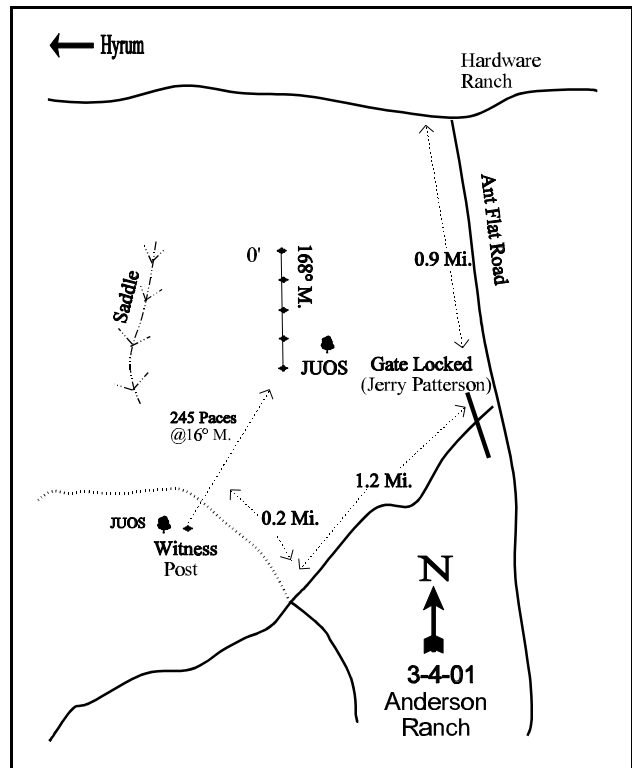 Hyrum
Hardware
Ranch
Ant Flat Road
0.9 Mi.
0'
168° M.
Saddle
JUOS
Gate Locked
(Jerry Patterson)
245 Paces
@16° M.
1.2 Mi.
0.2 Mi.
JUOS
Witness
Post
N
3-4-01
Anderson
Ranch